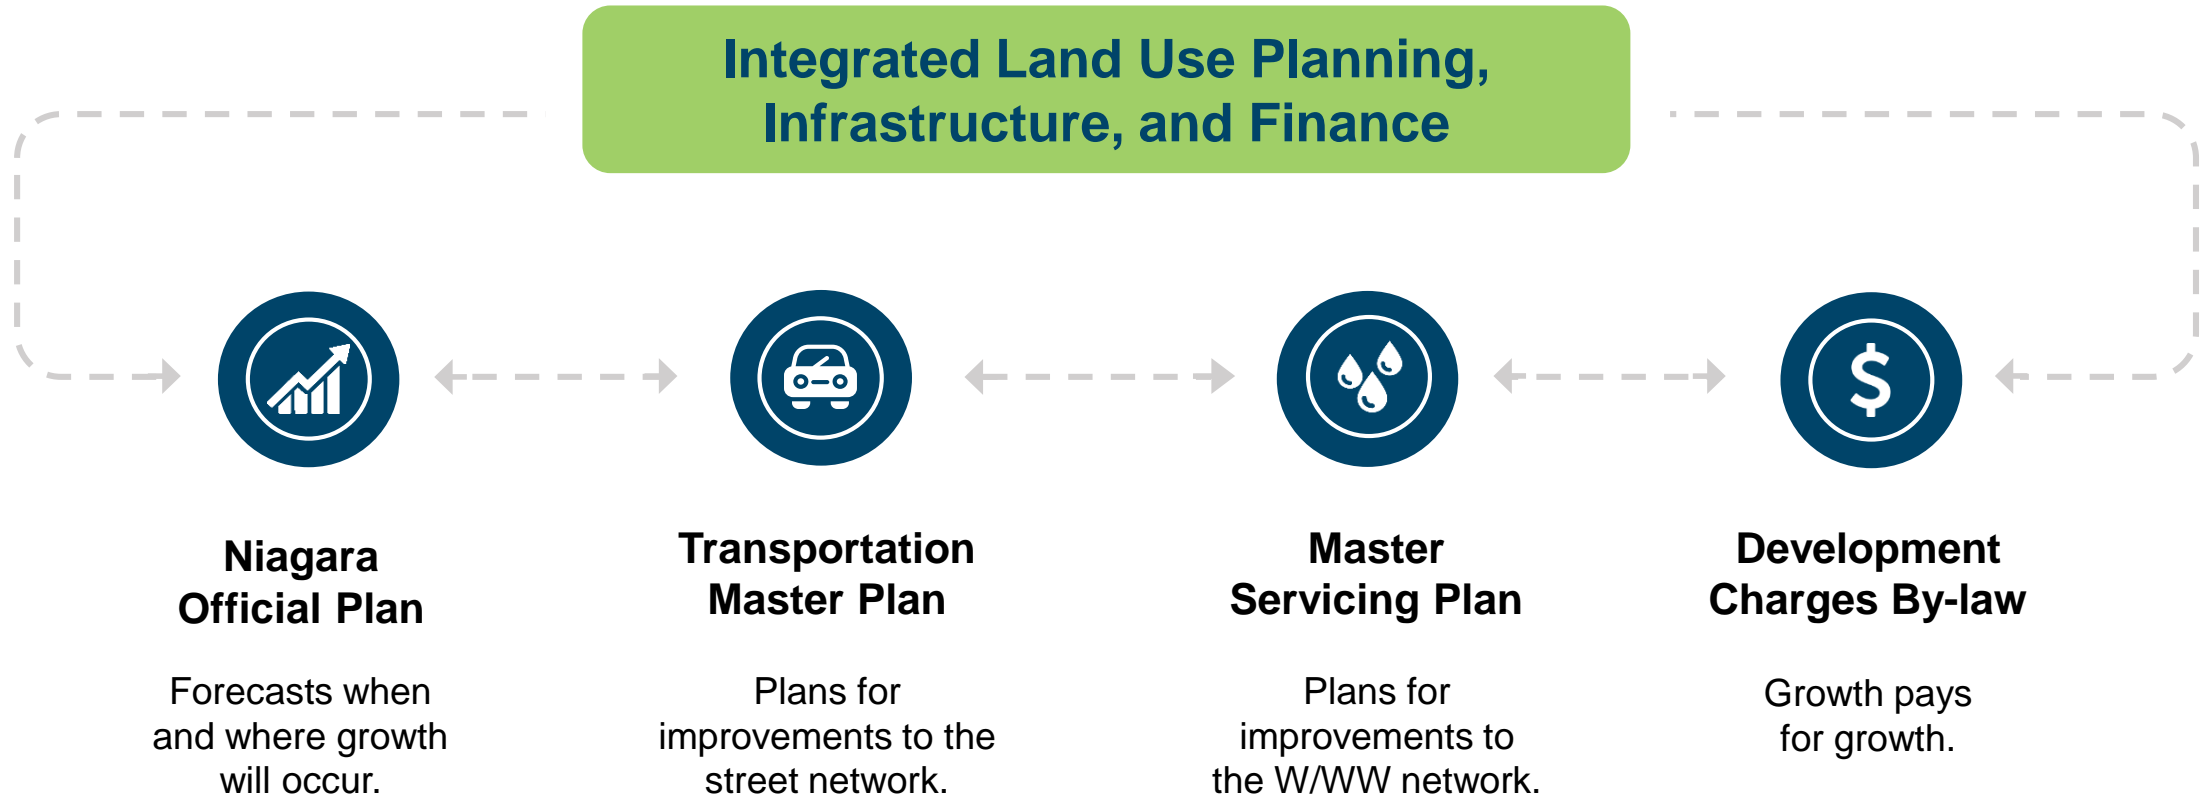 Integrated Land Use Planning,
Infrastructure, and Finance
$
Niagara
Official Plan
Forecasts when
and where growth
will occur.
Transportation
Master Plan
Plans for
improvements to the
street network.
Master
Servicing Plan
Plans for
improvements to
the W/WW network.
Development
Charges By-law
Growth pays
for growth.